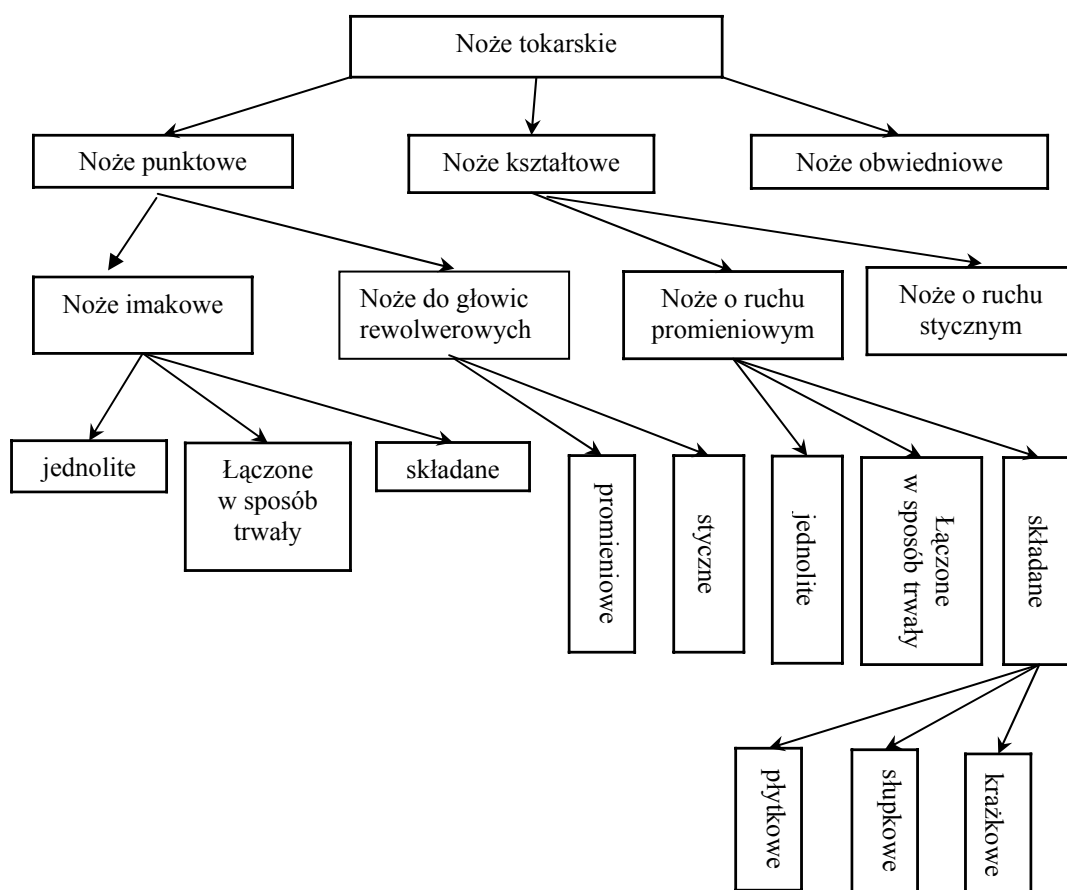 Noże tokarskie
Noże punktowe
Noże kształtowe
Noże obwiedniowe
Noże imakowe
Noże do głowic
rewolwerowych
Noże o ruchu
promieniowym
Noże o ruchu
stycznym
jednolite
Łączone
w sposób
trwały
składane
promieniowe
styczne
jednolite
Łączone
w sposób trwały
składane
płytkowe
słupkowe
krażkowe